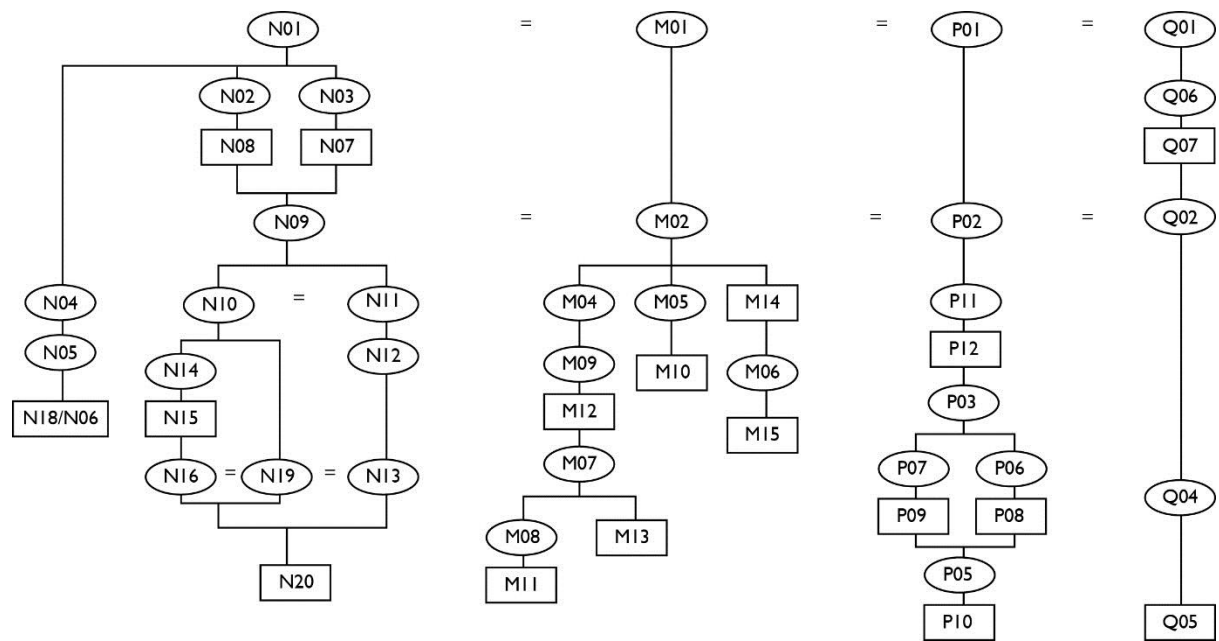 N01 = M01 = P01 = Q01
N02 N03 Q06
N08 N07 Q07
N09 = M02 = P02 = Q02
N04 N10 = N11 M04 M05 M14 P11
N05 N14 N12 M09 M10 M06 P12
N18/N06 N15 M12 M15 P03
N16 = N19 = N13 M07 P07 P06 Q04
M08 M13 P09 P08
N20 M11 P05
P10 Q05